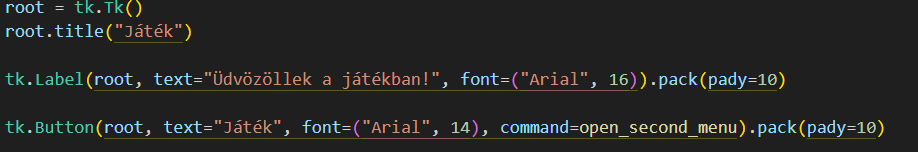 root = tk.Tk()
root.title("Játék")
tk.Label(root, text="Üdvözöllek a játékban!", font=("Arial", 16)).pack(pady=10)
tk.Button(root, text="Játék", font=("Arial", 14), command=open_second_menu).pack(pady=10)